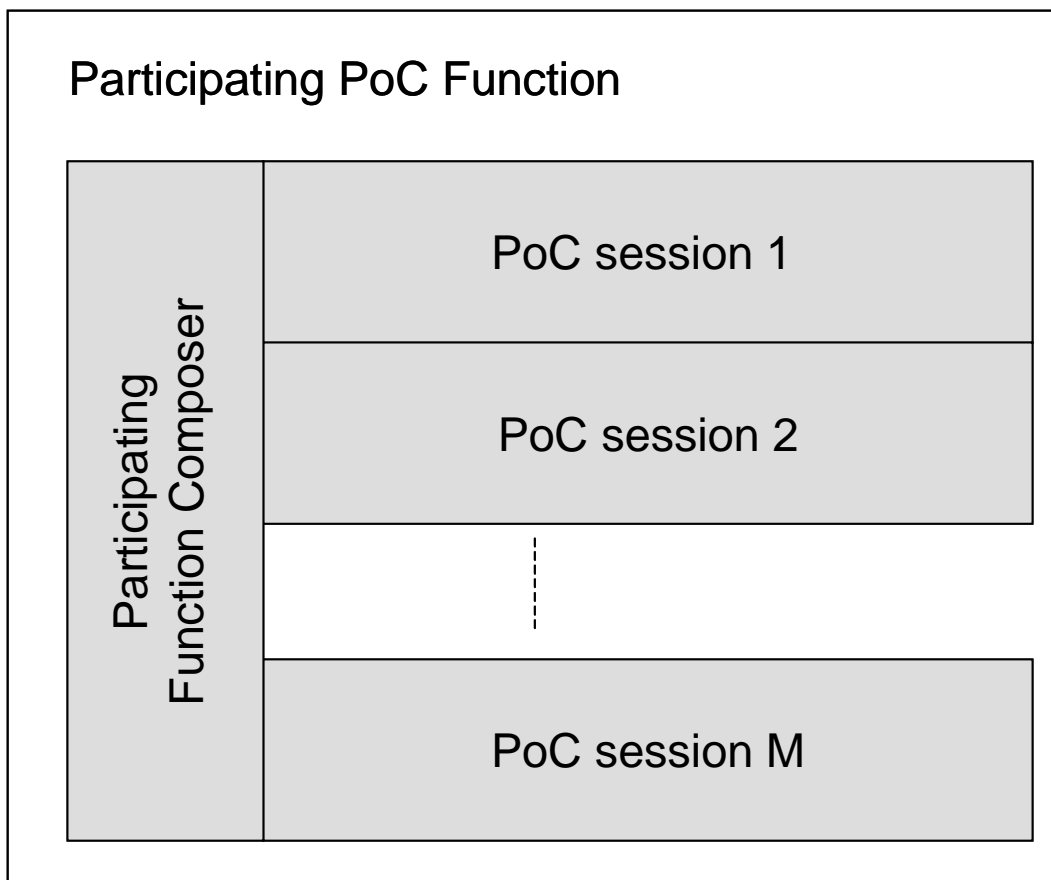 Participating PoC Function
Participating
Function Composer
PoC session 1
PoC session 2
PoC session M